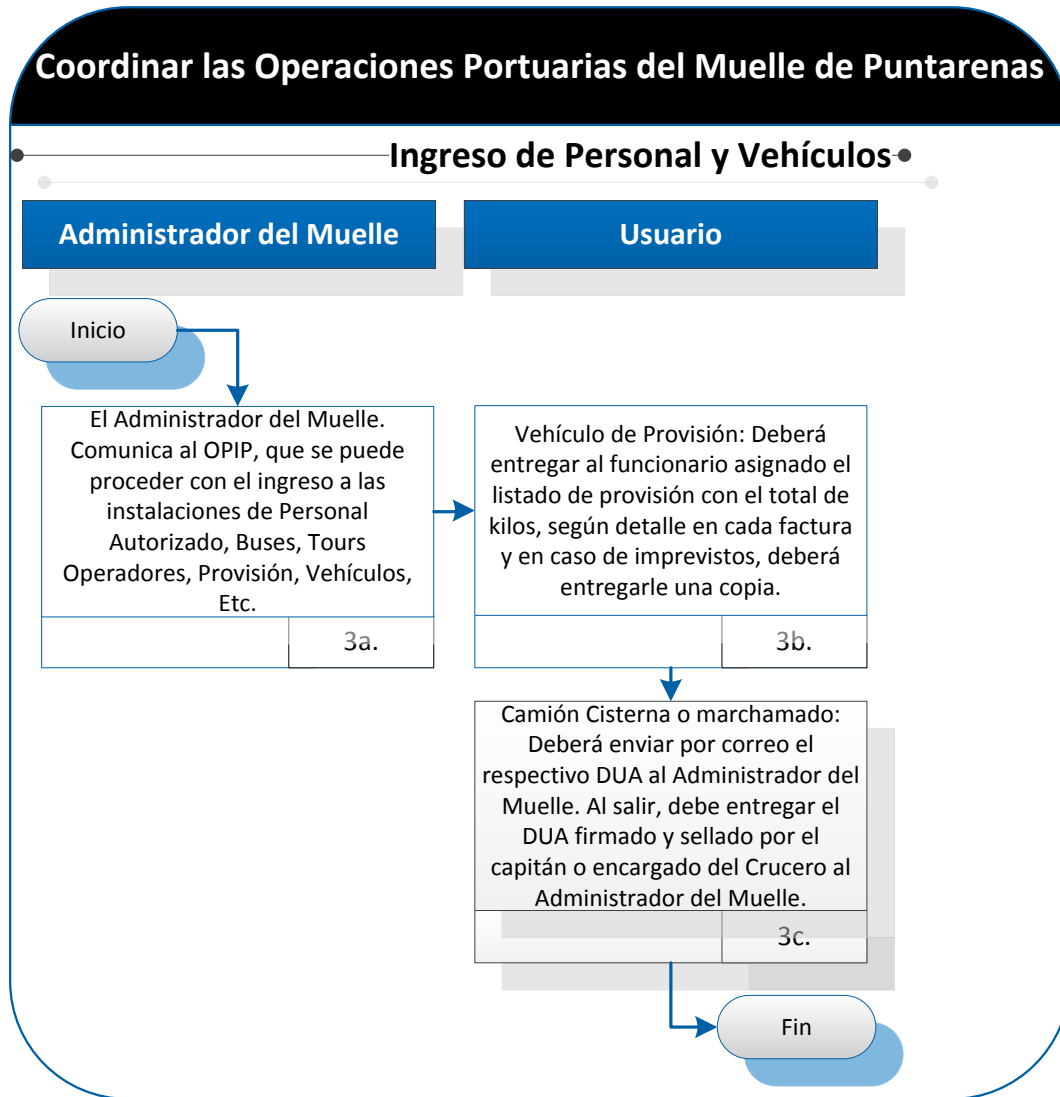 Coordinar las Operaciones Portuarias del Muelle de Puntarenas
Ingreso de Personal y Vehículos
Administrador del Muelle
Usuario
Inicio
El Administrador del Muelle.
Comunica al OPIP, que se puede
proceder con el ingreso a las
instalaciones de Personal
Autorizado, Buses, Tours
Operadores, Provisión, Vehículos,
Etc.
3a.
Vehículo de Provisión: Deberá
entregar al funcionario asignado el
listado de provisión con el total de
kilos, según detalle en cada factura
y en caso de imprevistos, deberá
entregarle una copia.
3b.
Camión Cisterna o marchamado:
Deberá enviar por correo el
respectivo DUA al Administrador del
Muelle. Al salir, debe entregar el
DUA firmado y sellado por el
capitán o encargado del Crucero al
Administrador del Muelle.
3c.
Fin